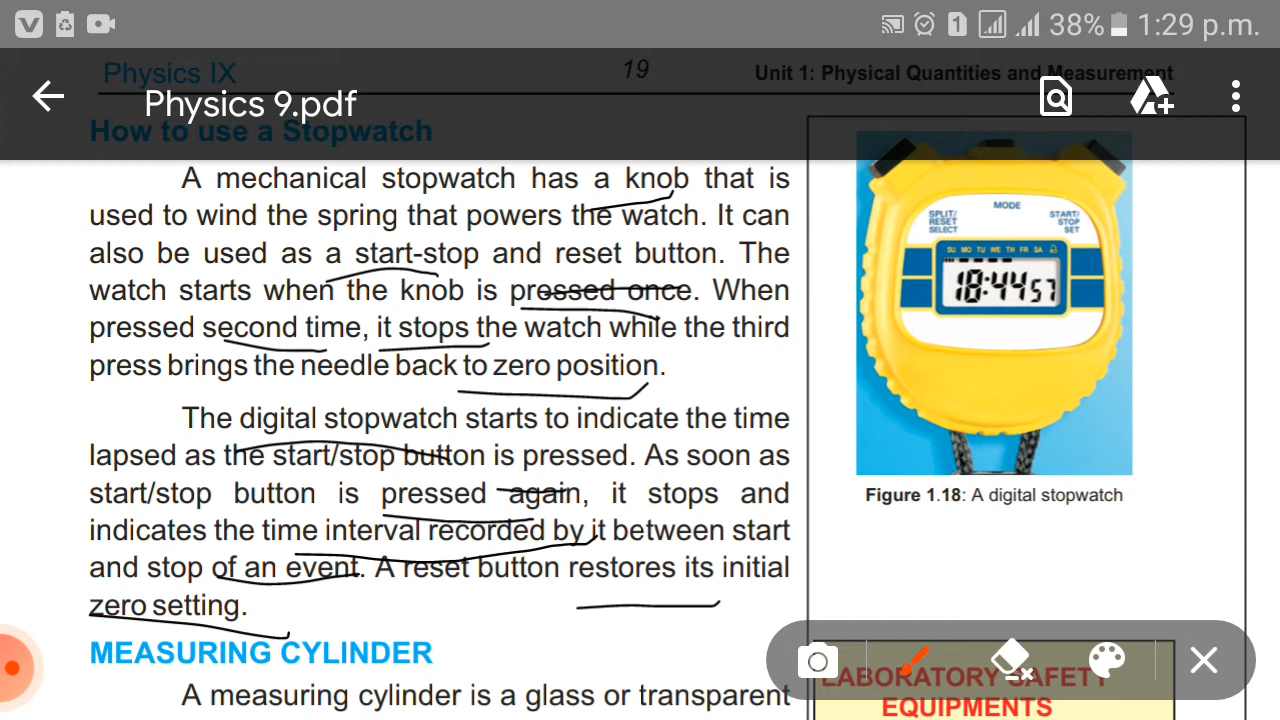 38% 1:29 p.m.
Physics IX 19 Unit 1: Physical Quantities and Measurement
Physics 9.pdf
How to use a Stopwatch
A mechanical stopwatch has a knob that is
used to wind the spring that powers the watch. It can
also be used as a start-stop and reset button. The
watch starts when the knob is pressed once. When
pressed second time, it stops the watch while the third
press brings the needle back to zero position.
The digital stopwatch starts to indicate the time
lapsed as the start/stop button is pressed. As soon as
start/stop button is pressed again, it stops and
indicates the time interval recorded by it between start
and stop of an event. A reset button restores its initial
zero setting.
MEASURING CYLINDER
A measuring cylinder is a glass or transparent
MODE
SPLIT/
RESET
SELECT
START/
STOP
SET
SU MO TU WE TH FR SA
18:44 57
Figure 1.18: A digital stopwatch
LABORATORY SAFETY
EQUIPMENTS